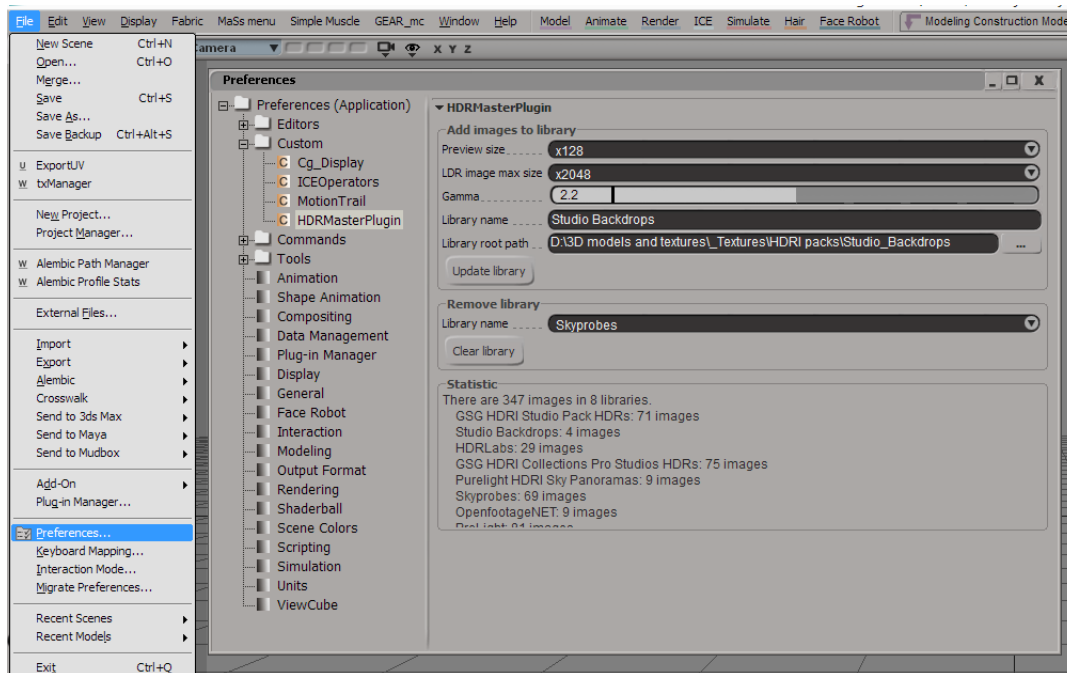 File Edit View Display Fabric MaSs menu Simple Muscle GEAR_mc Window Help Model Animate Render ICE Simulate Hair Face Robot Modeling Construction Mode
New Scene Ctrl+N
Open... Ctrl+O
Merge...
Save Ctrl+S
Save As...
Save Backup Ctrl+Alt+S
U ExportUV
W txManager
New Project...
Project Manager...
W Alembic Path Manager
W Alembic Profile Stats
External Files...
Import
Export
Alembic
Crosswalk
Send to 3ds Max
Send to Maya
Send to Mudbox
Add-On
Plug-in Manager...
Preferences...
Keyboard Mapping...
Interaction Mode...
Migrate Preferences...
Recent Scenes
Recent Models
Exit Ctrl+Q
X Y Z
Preferences
Preferences (Application)
Editors
Custom
C Cg_Display
C ICEOperators
C MotionTrail
C HDRMasterPlugin
Commands
Tools
Animation
Shape Animation
Compositing
Data Management
Plug-in Manager
Display
General
Face Robot
Interaction
Modeling
Output Format
Rendering
Shaderball
Scene Colors
Scripting
Simulation
Units
ViewCube
HDRMasterPlugin
Add images to library
Preview size x128
LDR image max size x2048
Gamma 2.2
Library name Studio Backdrops
Library root path D:\3D models and textures\_Textures\HDRI packs\Studio_Backdrops ...
Update library
Remove library
Library name Skyprobes
Clear library
Statistic
There are 347 images in 8 libraries.
GSG HDRI Studio Pack HDRs: 71 images
Studio Backdrops: 4 images
HDRLabs: 29 images
GSG HDRI Collections Pro Studios HDRs: 75 images
Purelight HDRI Sky Panoramas: 9 images
Skyprobes: 69 images
OpenfootageNET: 9 images